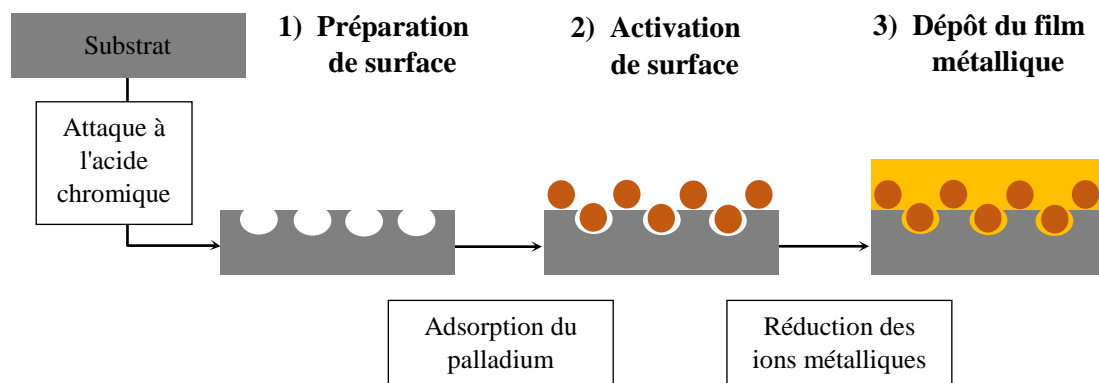 Substrat
1) Préparation
de surface
2) Activation
de surface
3) Dépôt du film
métallique
Attaque à
l'acide
chromique
Adsorption du
palladium
Réduction des
ions métalliques